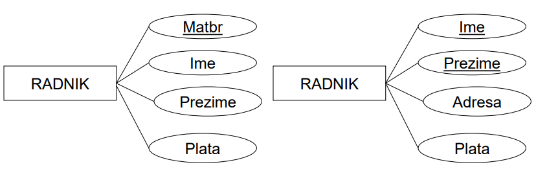 RADNIK
Matbr
Ime
Prezime
Plata
RADNIK
Ime
Prezime
Adresa
Plata